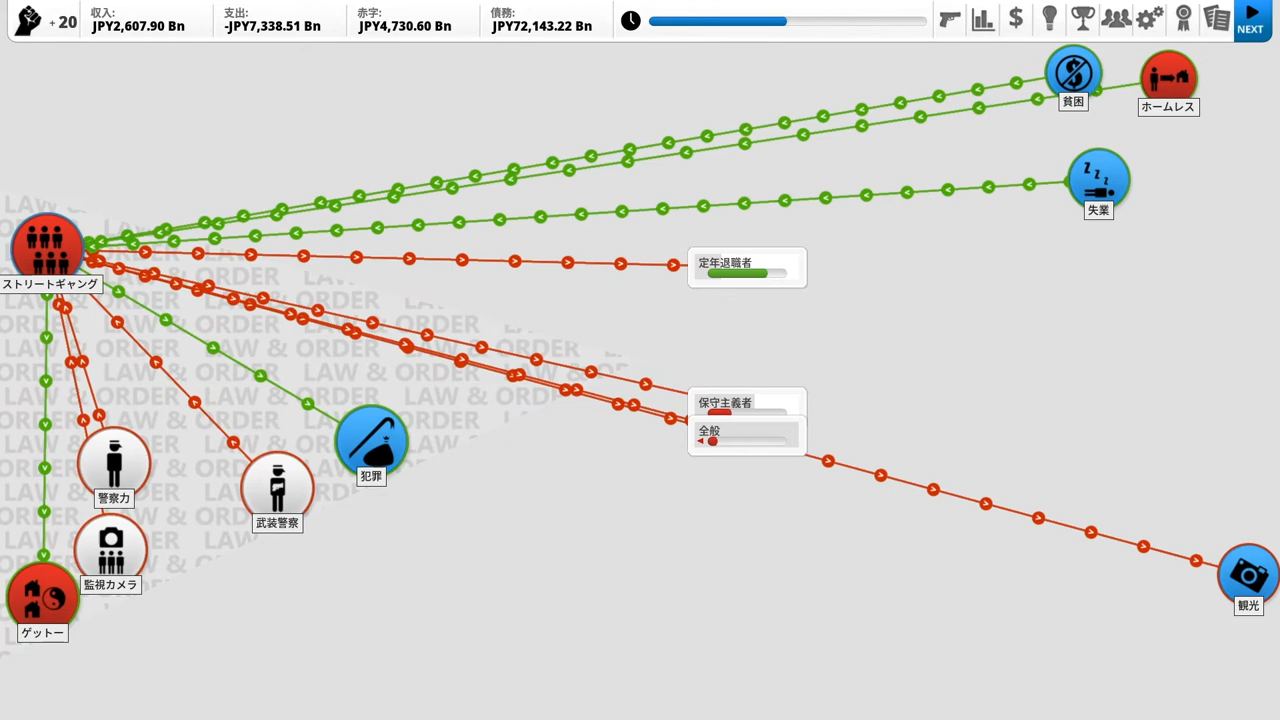 + 20
収入:
JPY2,607.90 Bn
支出:
-JPY7,338.51 Bn
赤字:
JPY4,730.60 Bn
債務:
JPY72,143.22 Bn
NEXT
貧困
ホームレス
失業
ストリートギャング
定年退職者
保守主義者
全般
犯罪
警察力
武装警察
監視カメラ
ゲットー
観光
LAW & ORDER